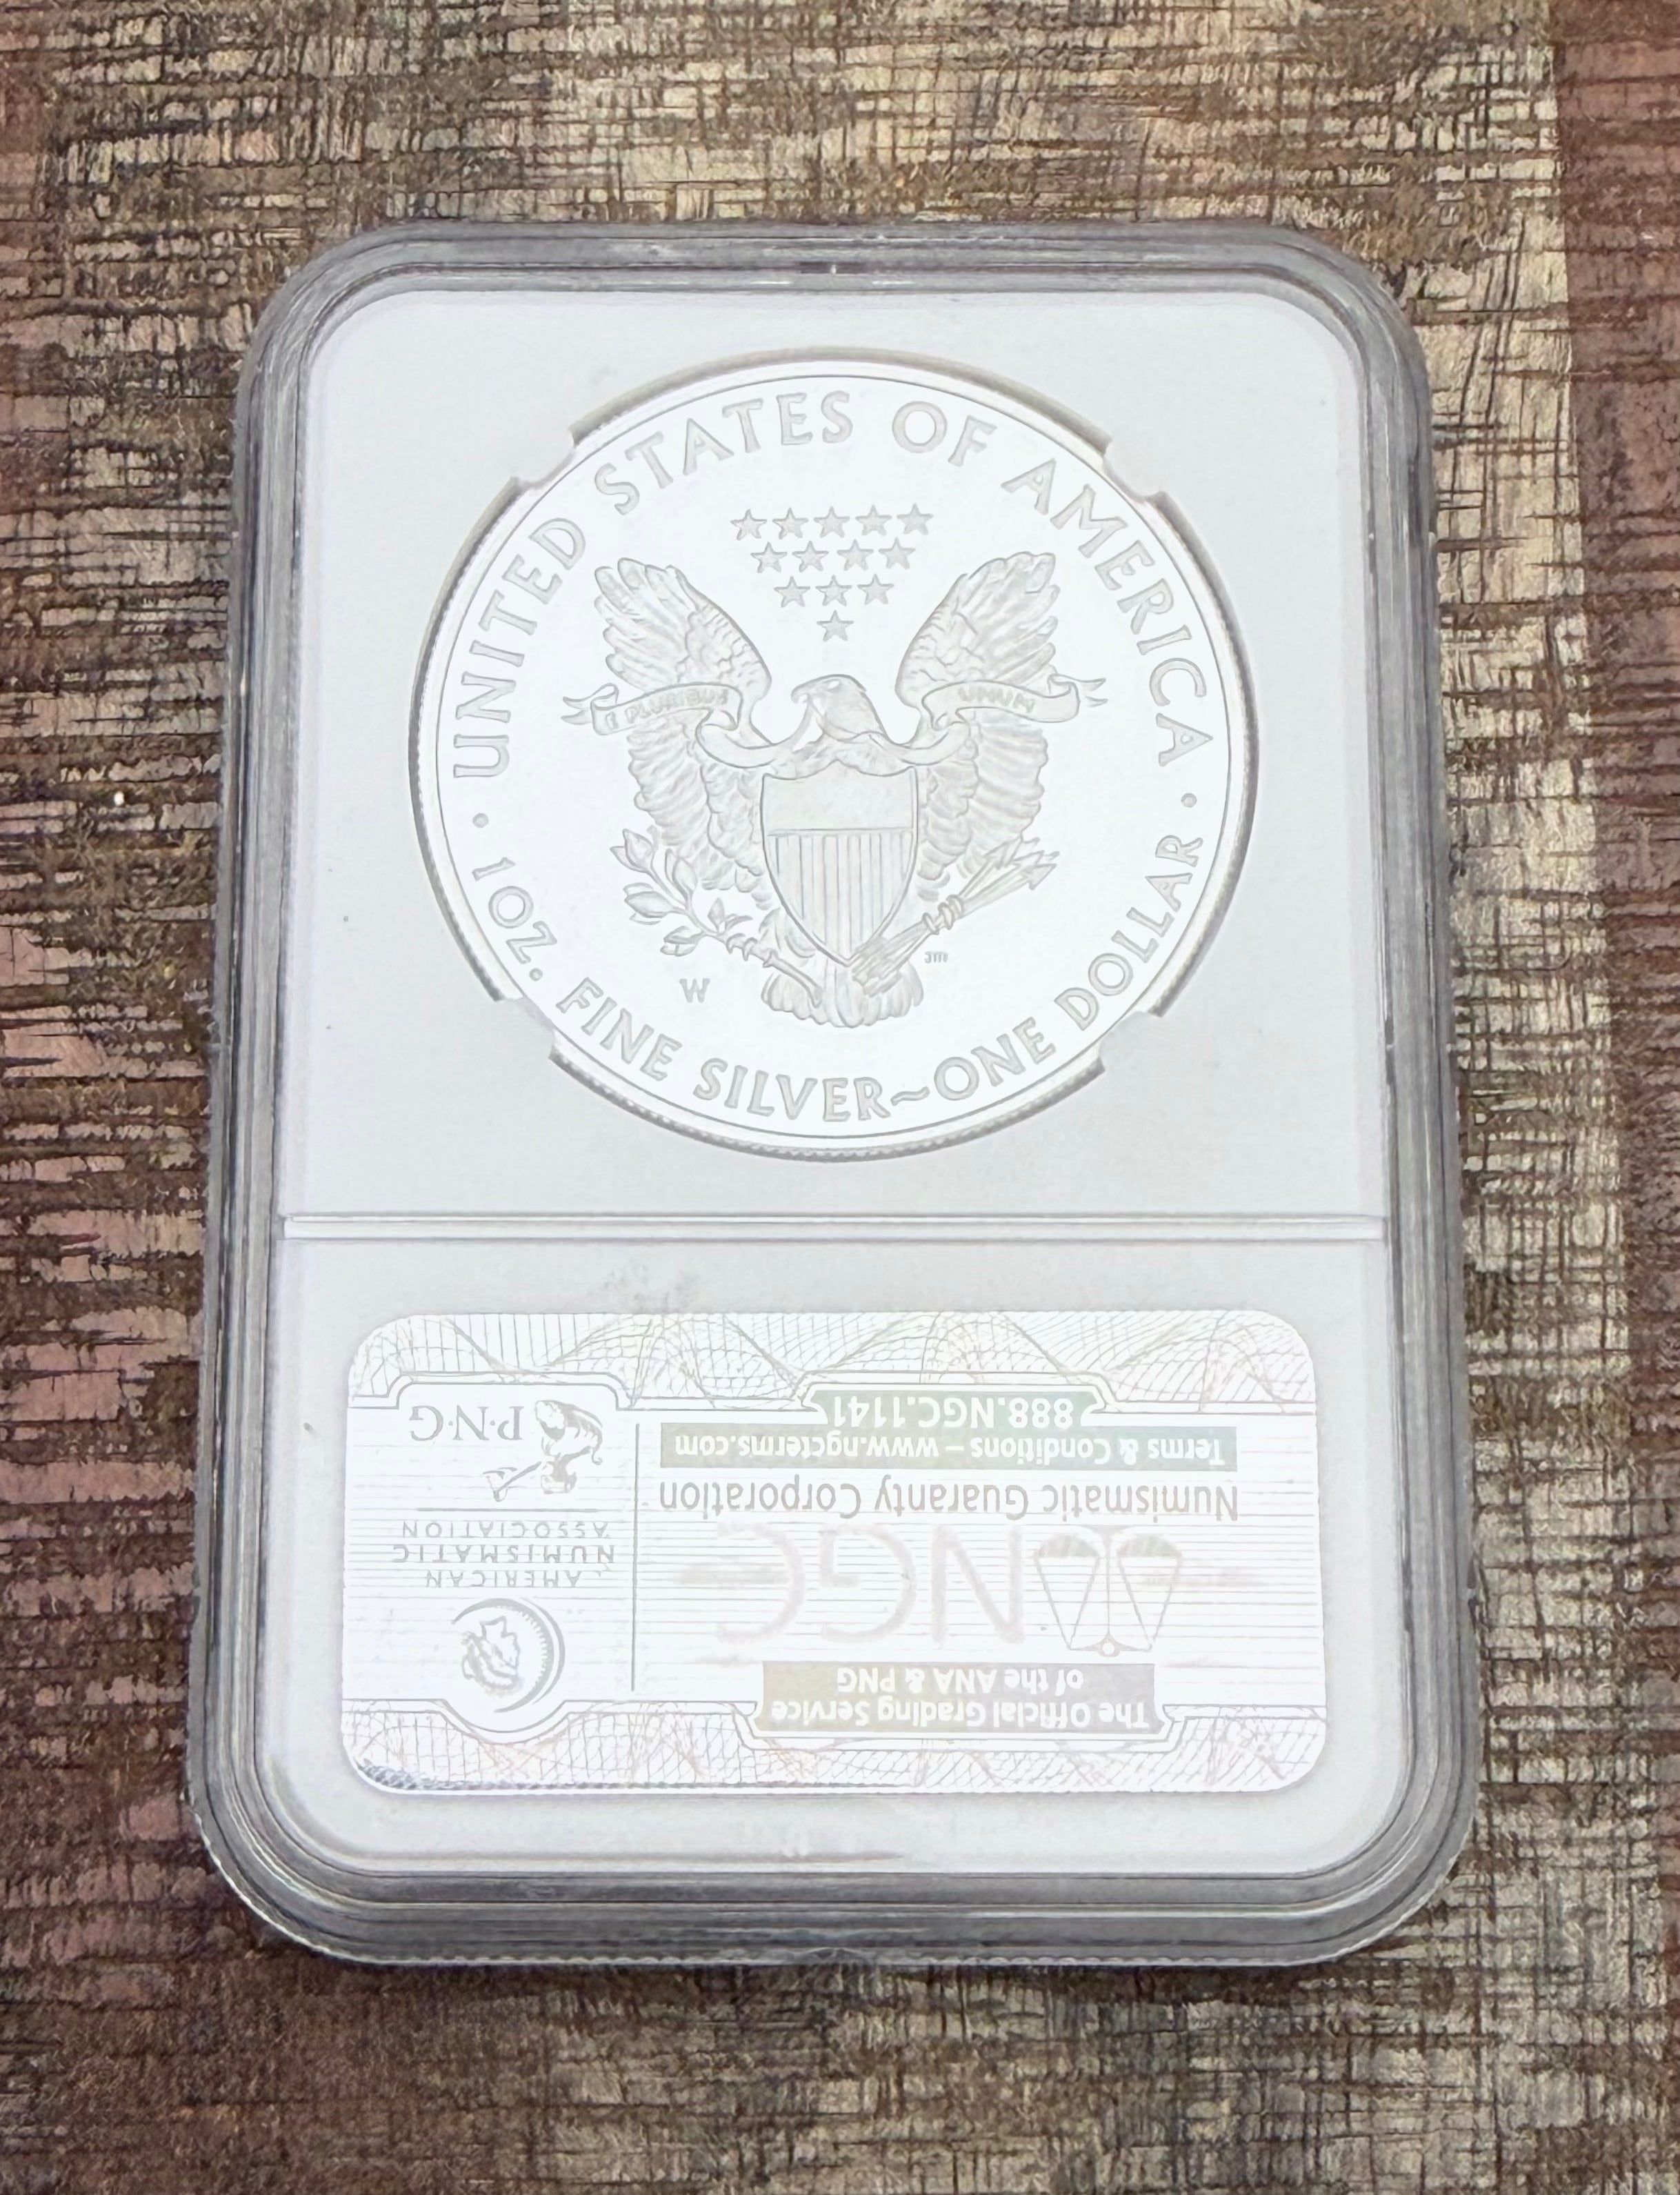 UNITED STATES OF AMERICA
E PLURIBUS UNUM
W
JM
1 OZ. FINE SILVER~ONE DOLLAR
The Official Grading Service
of the ANA & PNG
NGC
Numismatic Guaranty Corporation
Terms & Conditions – www.ngcterms.com
888.NGC.1141
AMERICAN
NUMISMATIC
ASSOCIATION
P·N·G